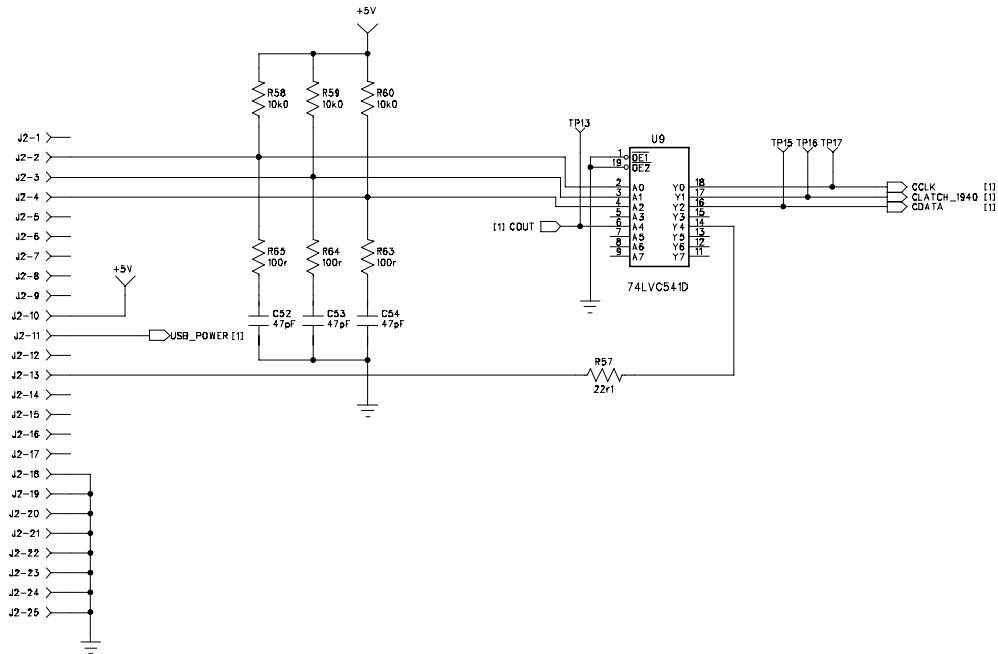 +5V
R58
10k0
R59
10k0
R60
10k0
J2-1
J2-2
J2-3
J2-4
J2-5
J2-6
J2-7
J2-8
J2-9
J2-10
J2-11
J2-12
J2-13
J2-14
J2-15
J2-16
J2-17
J2-18
J2-19
J2-20
J2-21
J2-22
J2-23
J2-24
J2-25
+5V
USB_POWER [1]
R65
100r
R64
100r
R63
100r
C52
47pF
C53
47pF
C54
47pF
TP13
[1] COUT
U9
1 OE1
19 OE2
2 A0 Y0 18
3 A1 Y1 17
4 A2 Y2 16
5 A3 Y3 15
6 A4 Y4 14
7 A5 Y5 13
8 A6 Y6 12
9 A7 Y7 11
74LVC541D
TP15 TP16 TP17
CCLK [1]
CLATCH_1940 [1]
CDATA [1]
R57
22r1